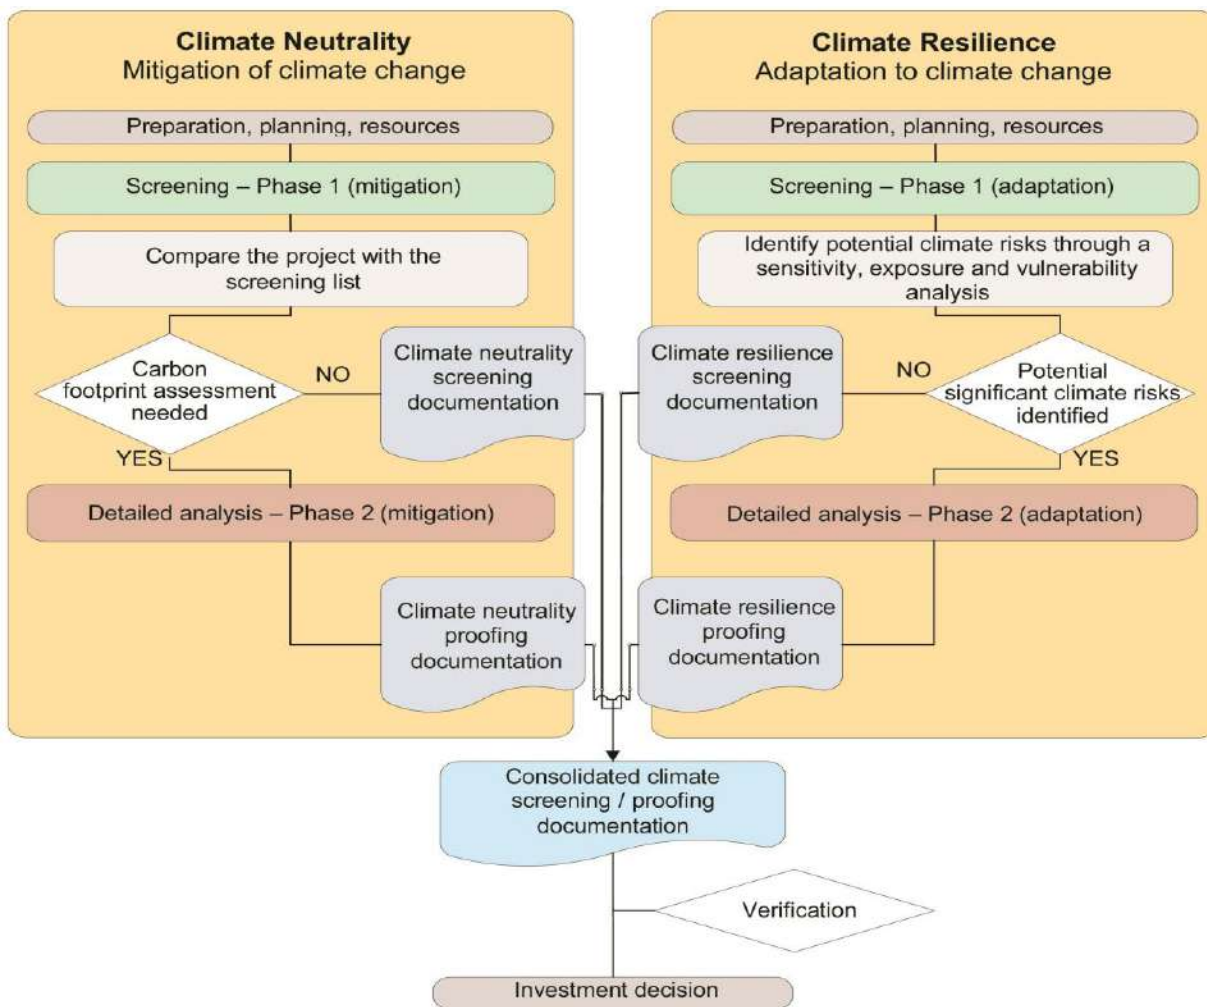 Climate Neutrality
Mitigation of climate change
Preparation, planning, resources
Screening – Phase 1 (mitigation)
Compare the project with the
screening list
Carbon
footprint assessment
needed
NO
Climate neutrality
screening
documentation
YES
Detailed analysis – Phase 2 (mitigation)
Climate neutrality
proofing
documentation
Climate Resilience
Adaptation to climate change
Preparation, planning, resources
Screening – Phase 1 (adaptation)
Identify potential climate risks through a
sensitivity, exposure and vulnerability
analysis
Climate resilience
screening
documentation
NO
Potential
significant climate risks
identified
YES
Detailed analysis – Phase 2 (adaptation)
Climate resilience
proofing
documentation
Consolidated climate
screening / proofing
documentation
Verification
Investment decision